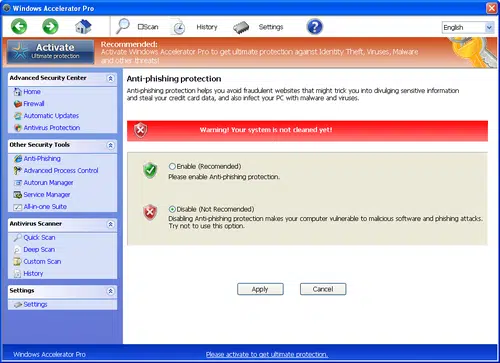 Windows Accelerator Pro
Scan
History
Settings
English
Activate
Ultimate protection
Recommended:
Activate Windows Accelerator Pro to get ultimate protection against Identity Theft, Viruses, Malware
and other threats!
Advanced Security Center
Home
Firewall
Automatic Updates
Antivirus Protection
Other Security Tools
Anti-Phishing
Advanced Process Control
Autorun Manager
Service Manager
All-in-one Suite
Antivirus Scanner
Quick Scan
Deep Scan
Custom Scan
History
Settings
Settings
Anti-phishing protection
Anti-phishing protection helps you avoid fraudulent websites that might trick you into divulging sensitive information
and steal your credit card data, and also infect your PC with malware and viruses.
Warning! Your system is not cleaned yet!
Enable (Recomended)
Please enable Anti-phishing protection.
Disable (Not Recomended)
Disabling Anti-phishing protection makes your computer vulnerable to malicious software and phishing attacks.
Try not to use this option.
Apply
Cancel
Windows Accelerator Pro
Please activate to get ultimate protection.